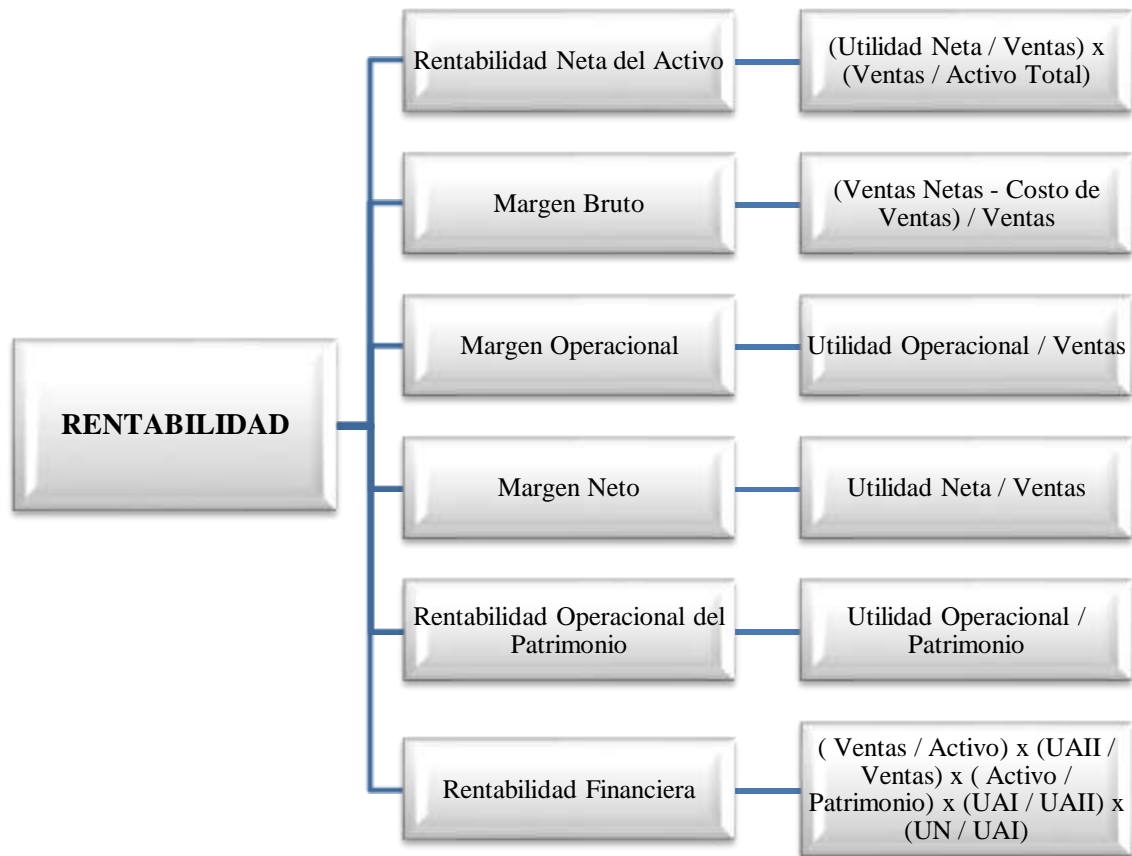 RENTABILIDAD
Rentabilidad Neta del Activo
(Utilidad Neta / Ventas) x
(Ventas / Activo Total)
Margen Bruto
(Ventas Netas - Costo de
Ventas) / Ventas
Margen Operacional
Utilidad Operacional / Ventas
Margen Neto
Utilidad Neta / Ventas
Rentabilidad Operacional del
Patrimonio
Utilidad Operacional /
Patrimonio
Rentabilidad Financiera
( Ventas / Activo) x (UAII /
Ventas) x ( Activo /
Patrimonio) x (UAI / UAII) x
(UN / UAI)